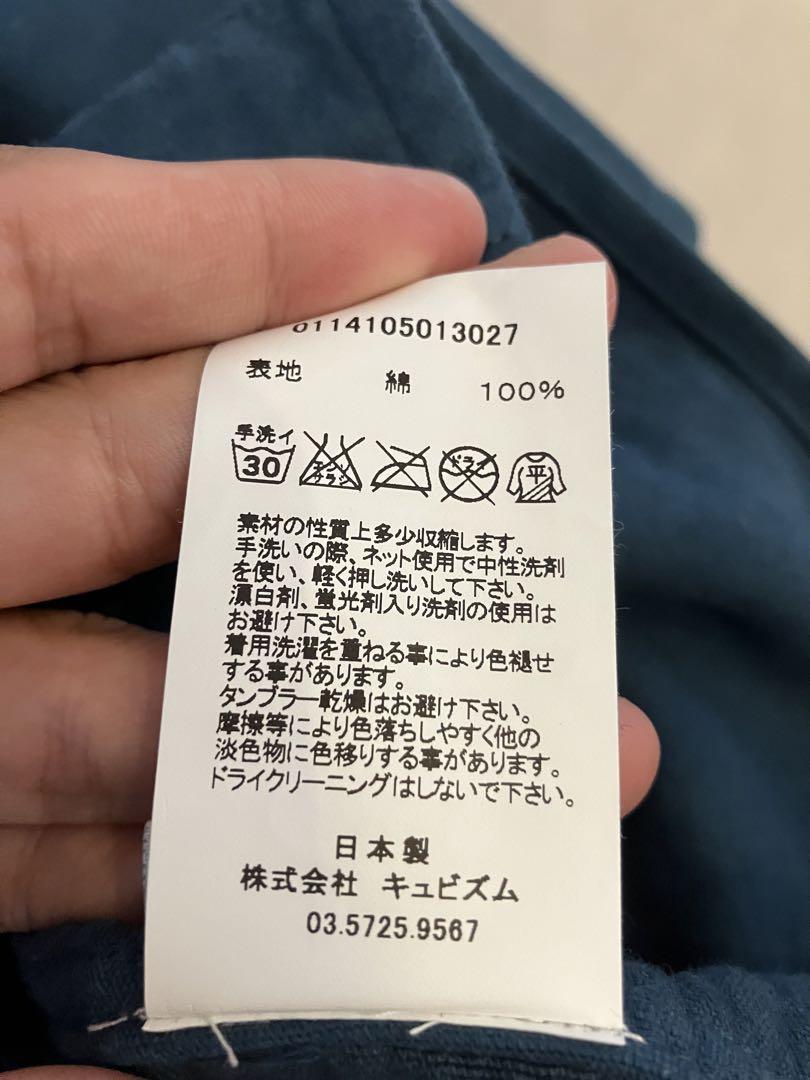 0114105013027
表地 綿 100%
手洗イ
30 エンソサラシ ドライ 平
素材の性質上多少収縮します。
手洗いの際、ネット使用で中性洗剤
を使い、軽く押し洗いして下さい。
漂白剤、蛍光剤入り洗剤の使用は
お避け下さい。
着用洗濯を重ねる事により色褪せ
する事があります。
タンブラー乾燥はお避け下さい。
摩擦等により色落ちしやすく他の
淡色物に色移りする事があります。
ドライクリーニングはしないで下さい。
日本製
株式会社 キュビズム
03.5725.9567